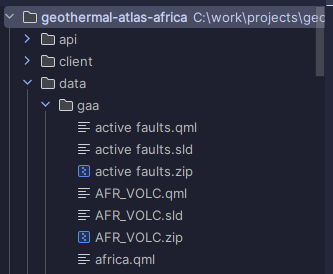 geothermal-atlas-africa C:\work\projects\geo
api
client
data
gaa
active faults.qml
active faults.sld
active faults.zip
AFR_VOLC.qml
AFR_VOLC.sld
AFR_VOLC.zip
africa.qml